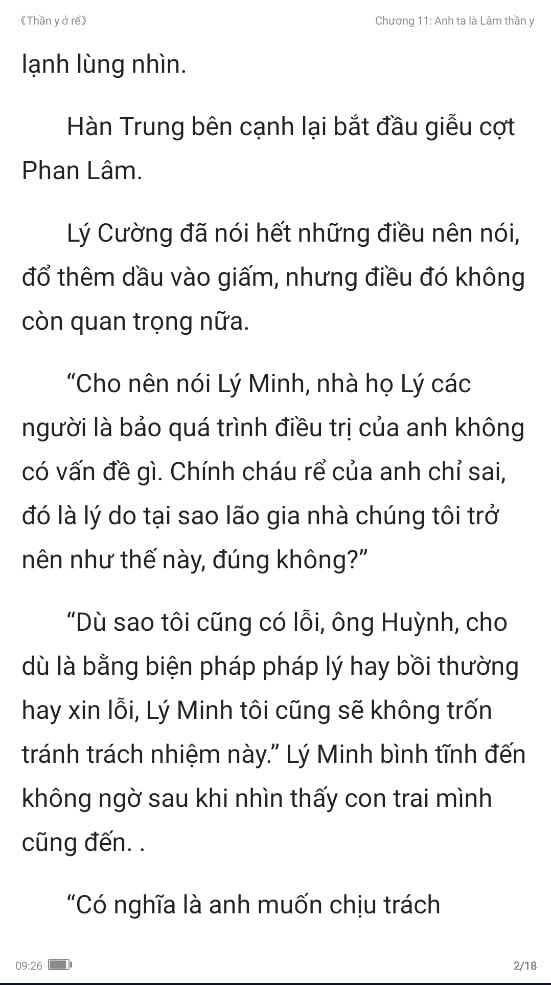 《Thần y ở rể》 Chương 11: Anh ta là Lâm thần y
lạnh lùng nhìn.
Hàn Trung bên cạnh lại bắt đầu giễu cợt
Phan Lâm.
Lý Cường đã nói hết những điều nên nói,
đổ thêm dầu vào giấm, nhưng điều đó không
còn quan trọng nữa.
“Cho nên nói Lý Minh, nhà họ Lý các
người là bảo quá trình điều trị của anh không
có vấn đề gì. Chính cháu rể của anh chỉ sai,
đó là lý do tại sao lão gia nhà chúng tôi trở
nên như thế này, đúng không?”
“Dù sao tôi cũng có lỗi, ông Huỳnh, cho
dù là bằng biện pháp pháp lý hay bồi thường
hay xin lỗi, Lý Minh tôi cũng sẽ không trốn
tránh trách nhiệm này.” Lý Minh bình tĩnh đến
không ngờ sau khi nhìn thấy con trai mình
cũng đến. .
“Có nghĩa là anh muốn chịu trách
09:26 2/18